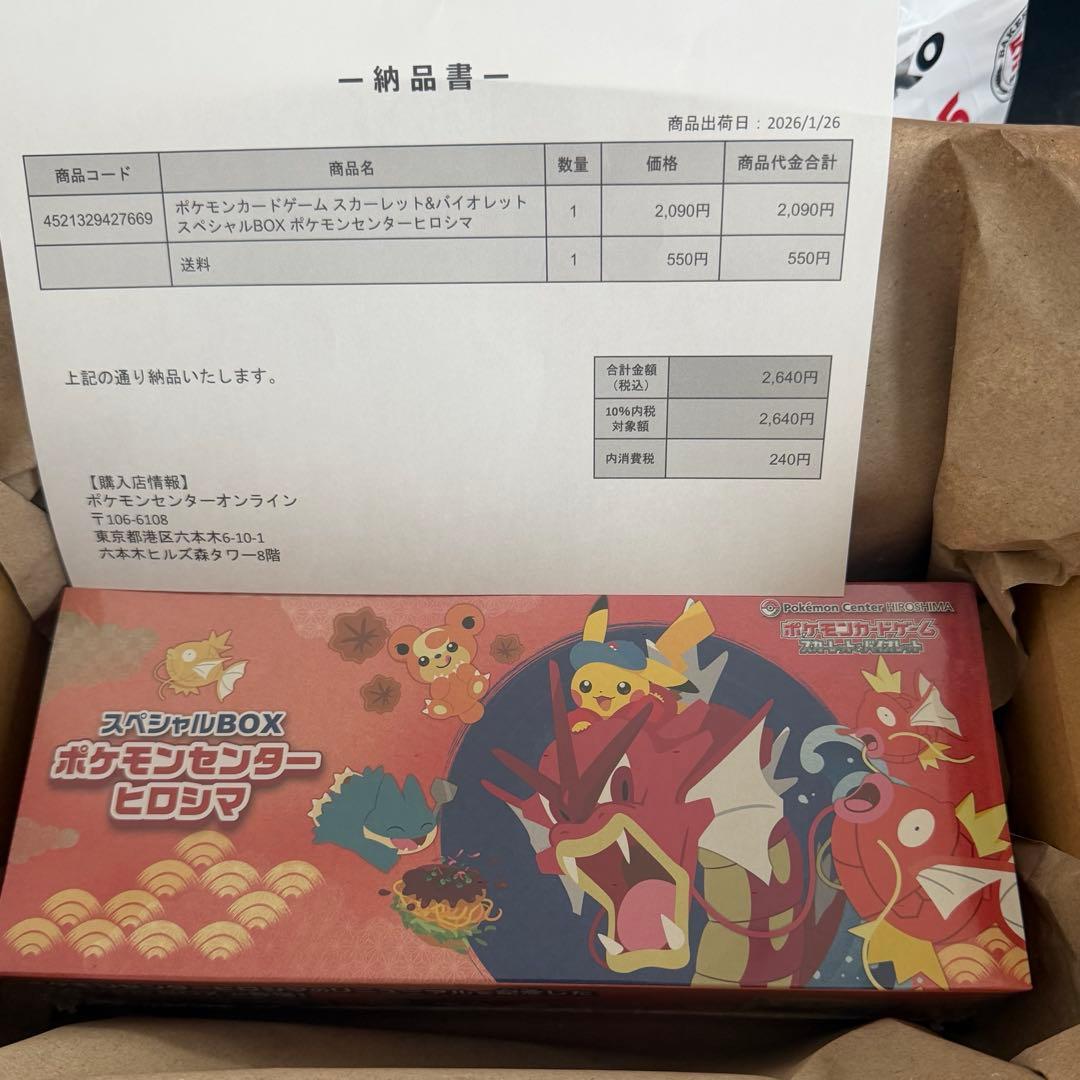 一 納 品 書 一
商品出荷日：2026/1/26
商品コード 商品名 数量 価格 商品代金合計
4521329427669 ポケモンカードゲーム スカーレット&バイオレット
スペシャルBOX ポケモンセンターヒロシマ 1 2,090円 2,090円
送料 1 550円 550円
上記の通り納品いたします。
合計金額
（税込） 2,640円
10%内税
対象額 2,640円
内消費税 240円
【購入店情報】
ポケモンセンターオンライン
〒106-6108
東京都港区六本木6-10-1
六本木ヒルズ森タワー8階
Pokémon Center HIROSHIMA
ポケモンカードゲーム
スカーレット&バイオレット
スペシャルBOX
ポケモンセンター
ヒロシマ